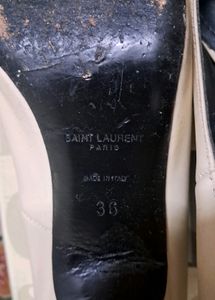 SAINT LAURENT
PARIS
MADE IN ITALY
36